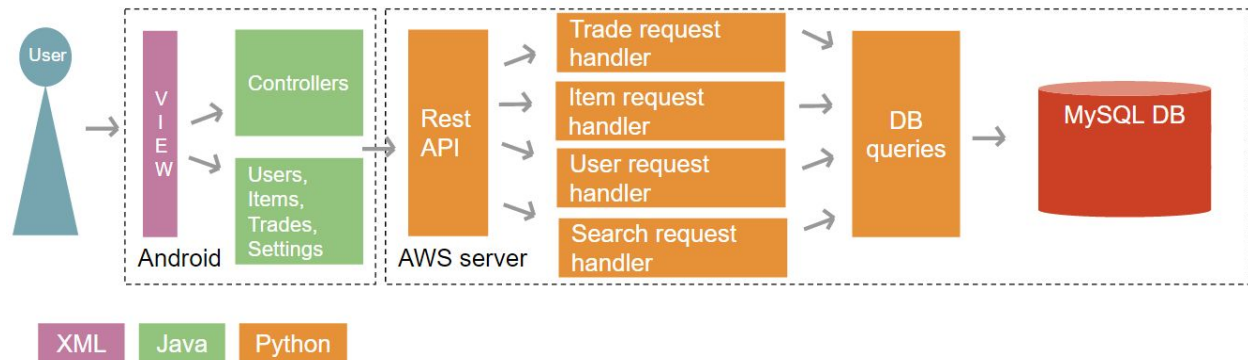 User
VIEW
Controllers
Users,
Items,
Trades,
Settings
Android
Rest
API
AWS server
Trade request
handler
Item request
handler
User request
handler
Search request
handler
DB
queries
MySQL DB
XML
Java
Python